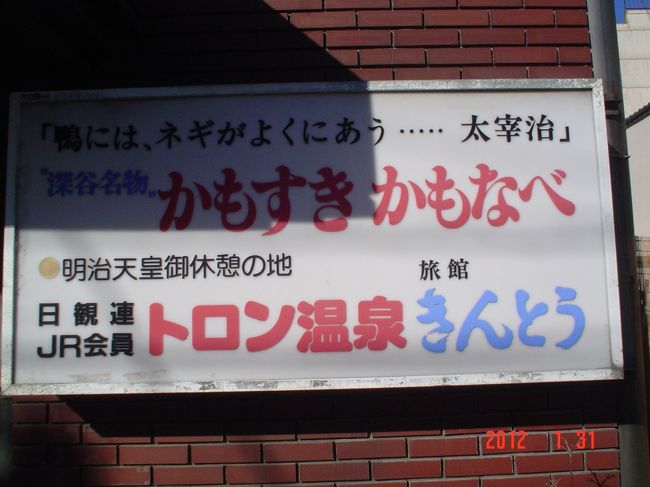 「鴨には、ネギがよくにあう ‥‥‥ 太宰治」
"深谷名物" かもすき かもなべ
●明治天皇御休憩の地
旅館
日観連
JR会員
トロン温泉 きんとう
2012 1 31